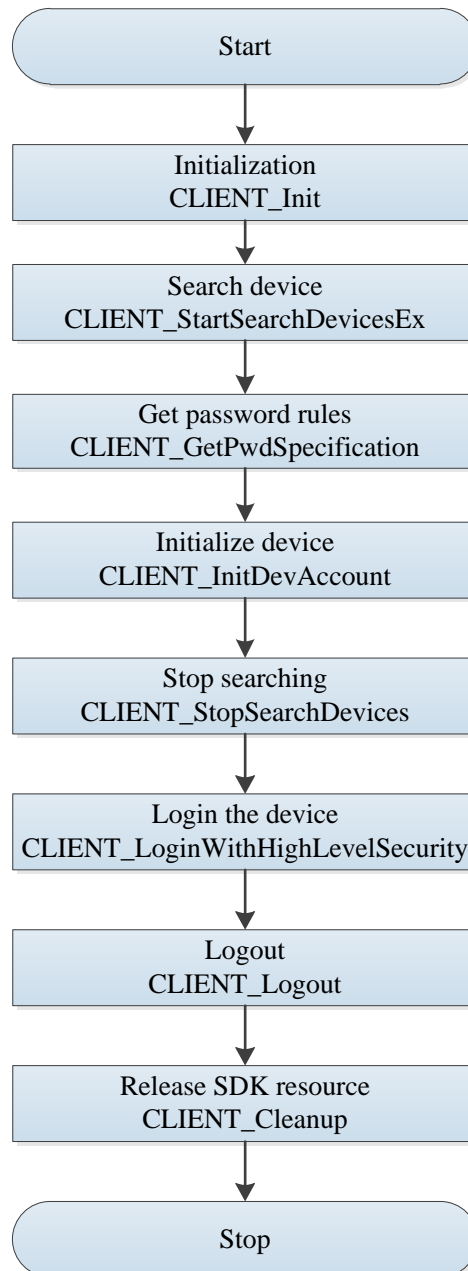 Start
Initialization
CLIENT_Init
Search device
CLIENT_StartSearchDevicesEx
Get password rules
CLIENT_GetPwdSpecification
Initialize device
CLIENT_InitDevAccount
Stop searching
CLIENT_StopSearchDevices
Login the device
CLIENT_LoginWithHighLevelSecurity
Logout
CLIENT_Logout
Release SDK resource
CLIENT_Cleanup
Stop